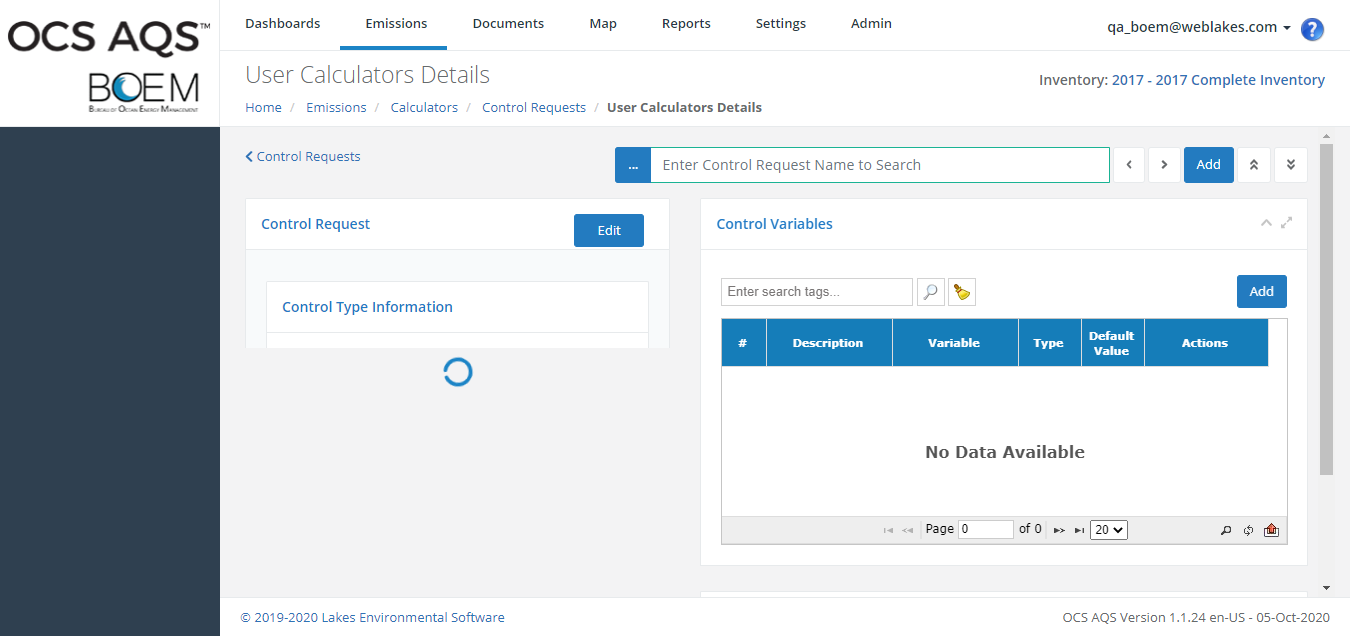 OCS AQS™
BOEM
BUREAU OF OCEAN ENERGY MANAGEMENT
Dashboards Emissions Documents Map Reports Settings Admin
qa_boem@weblakes.com ?
User Calculators Details
Inventory: 2017 - 2017 Complete Inventory
Home / Emissions / Calculators / Control Requests / User Calculators Details
Control Requests
... Enter Control Request Name to Search Add
Control Request Edit
Control Type Information
Control Variables
Enter search tags... Add
# Description Variable Type Default Value Actions
No Data Available
Page 0 of 0 20
© 2019-2020 Lakes Environmental Software
OCS AQS Version 1.1.24 en-US - 05-Oct-2020